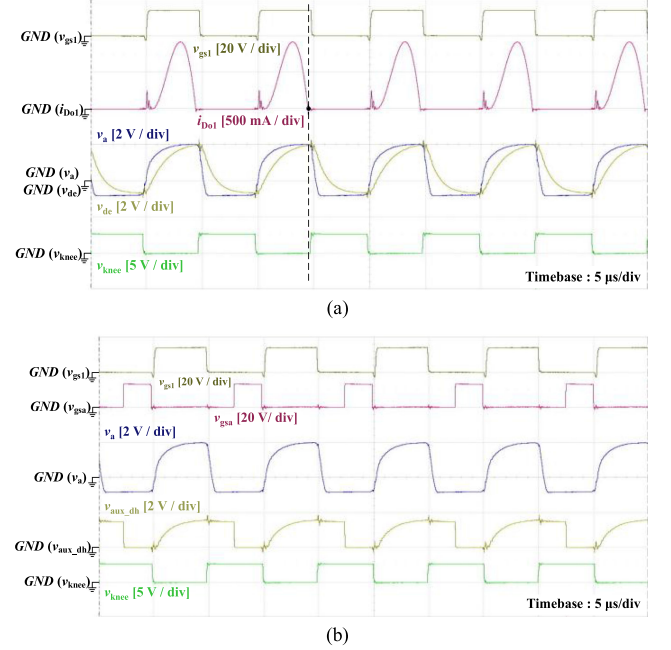 GND (vgs1)
vgs1 [20 V / div]
GND (iDo1)
iDo1 [500 mA / div]
va [2 V / div]
GND (va)
GND (vde)
vde [2 V / div]
GND (vknee)
vknee [5 V / div]
Timebase : 5 μs/div
(a)
GND (vgs1)
vgs1 [20 V / div]
GND (vgsa)
vgsa [20 V / div]
va [2 V / div]
GND (va)
vaux_dh [2 V / div]
GND (vaux_dh)
GND (vknee)
vknee [5 V / div]
Timebase : 5 μs/div
(b)